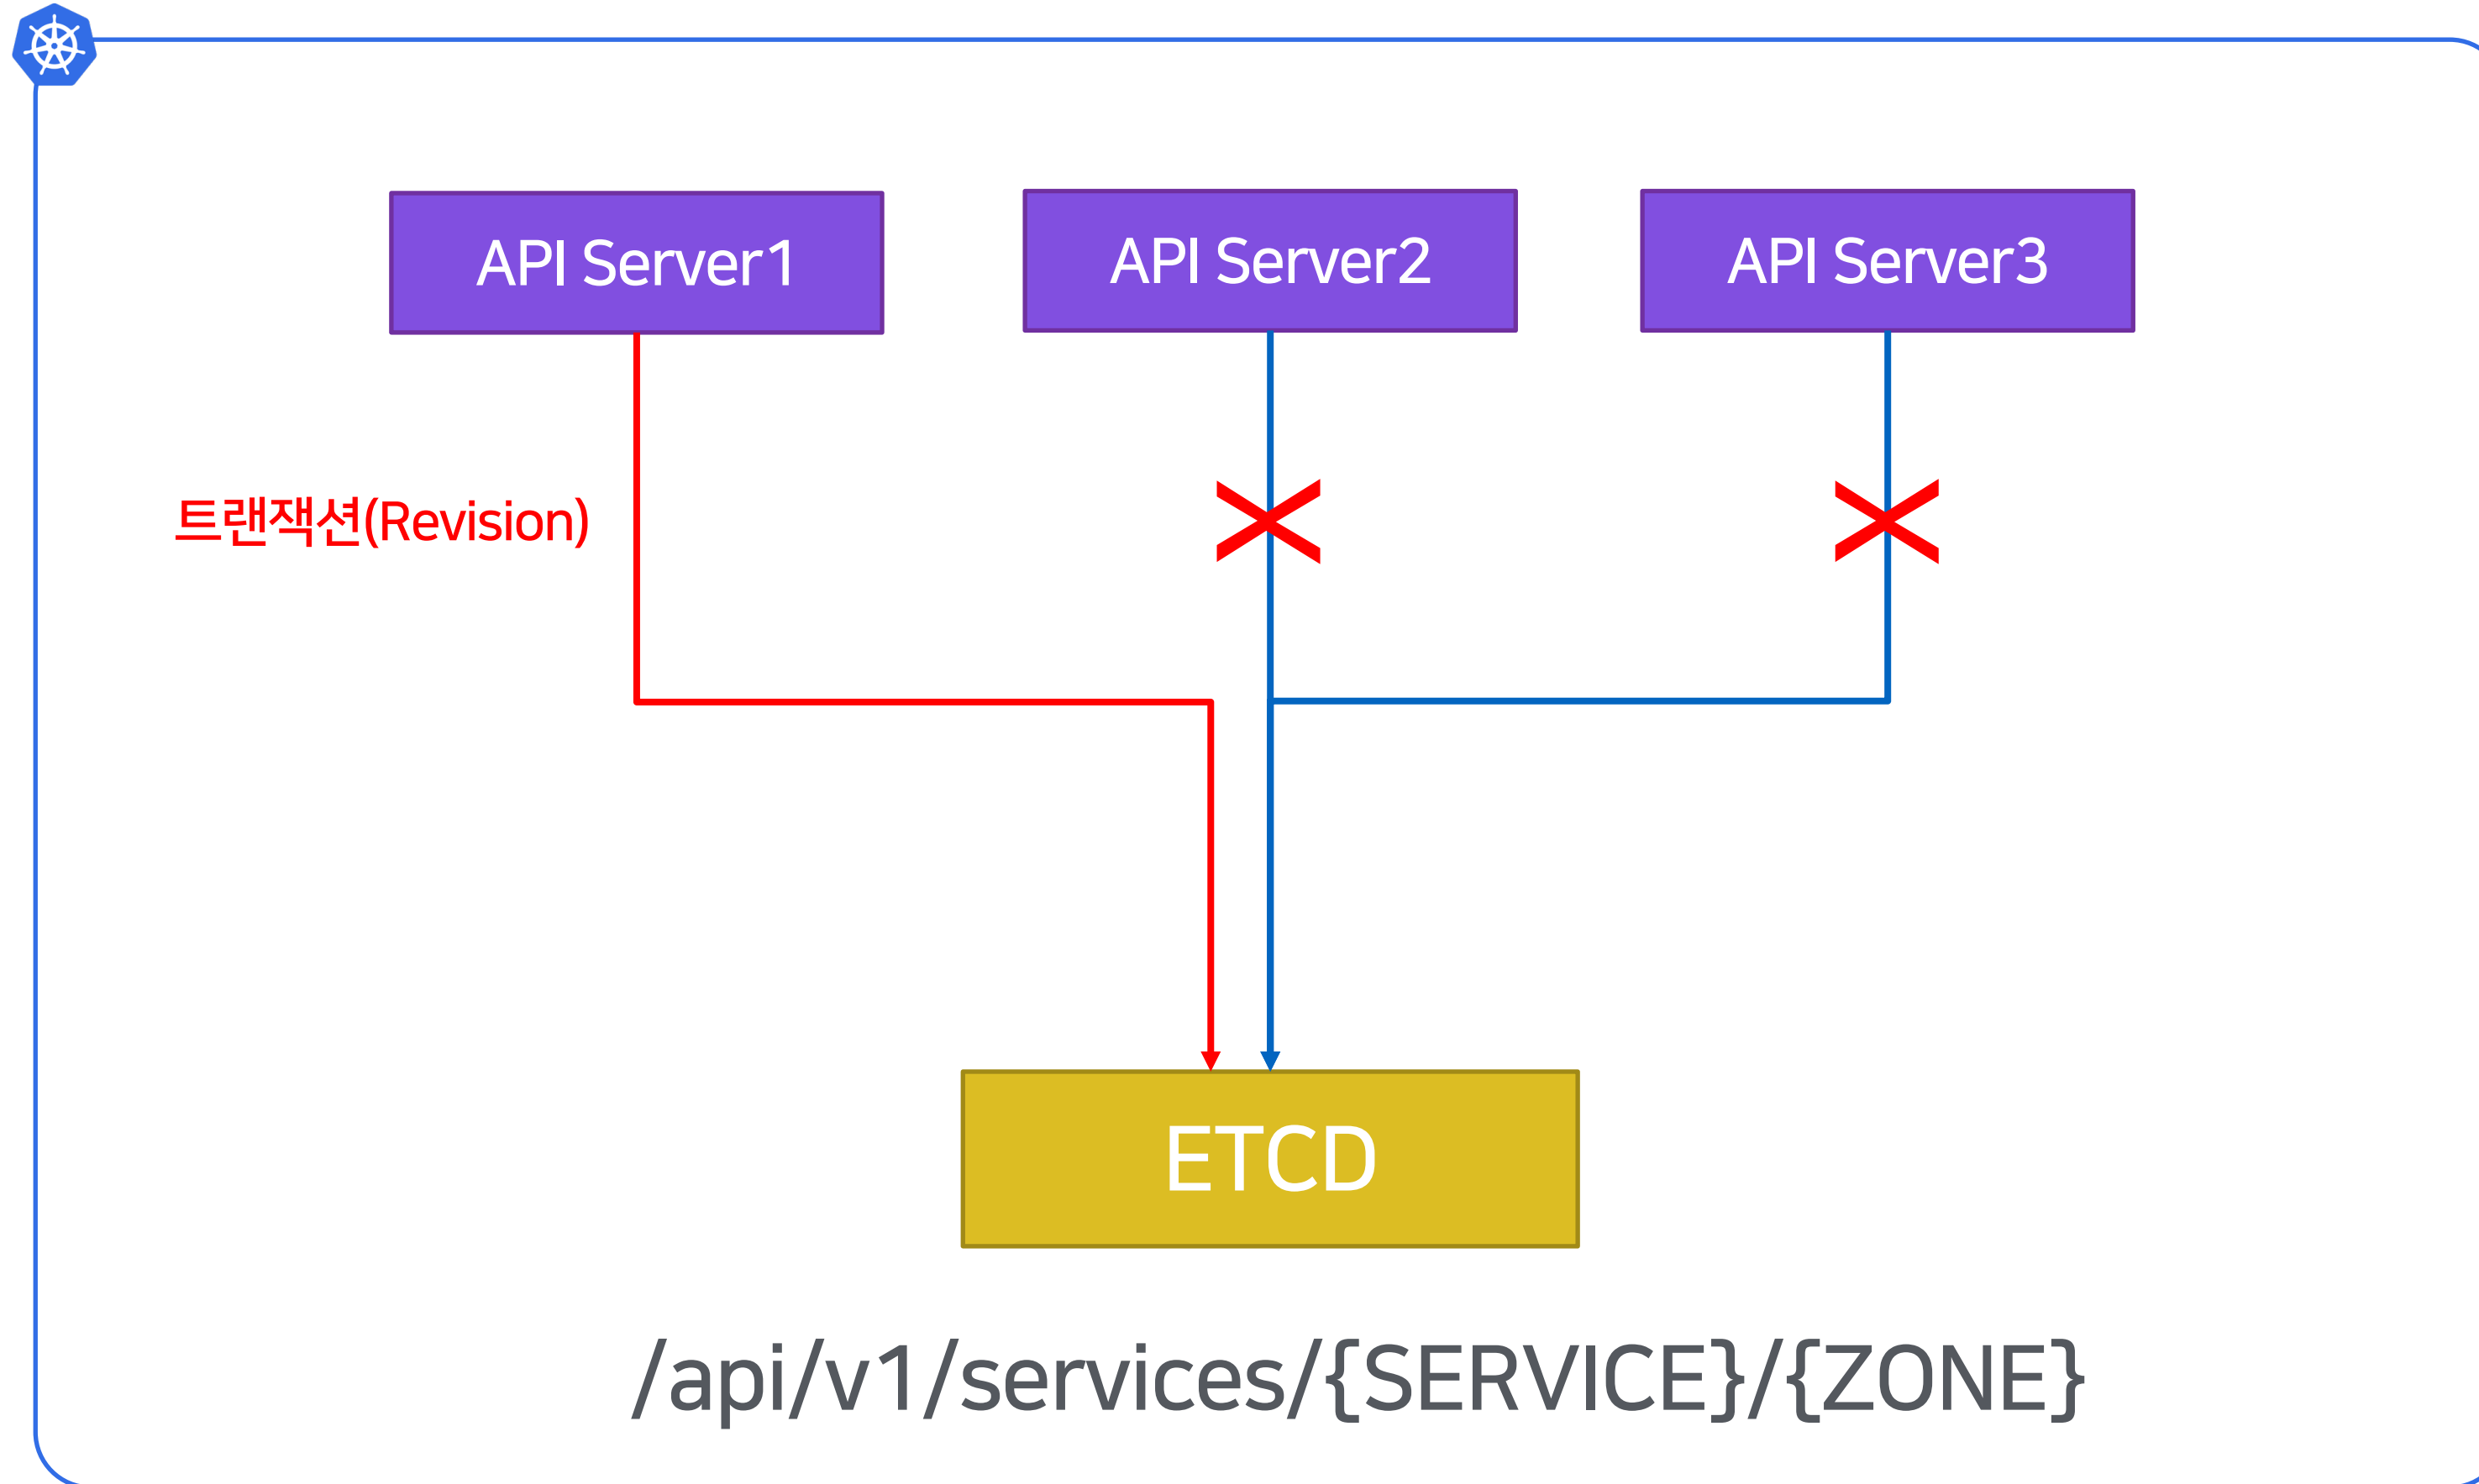 API Server1
API Server2
API Server3
트랜잭션(Revision)
ETCD
/api/v1/services/{SERVICE}/{ZONE}